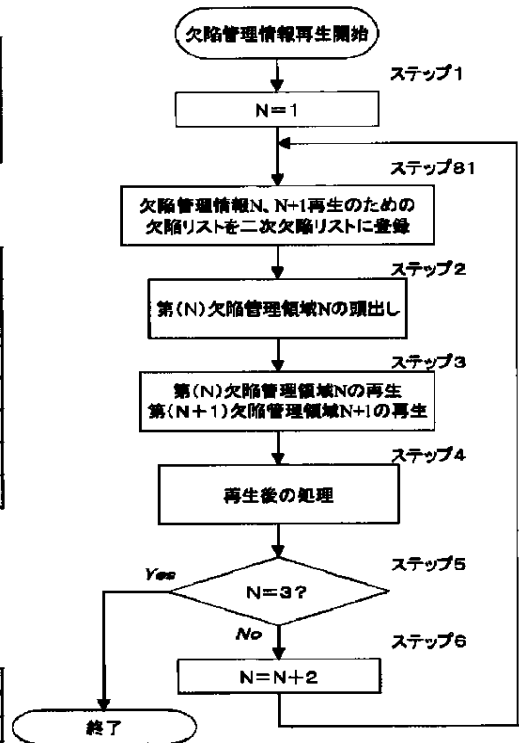 欠陥管理情報再生開始
ステップ1
N=1
ステップ81
欠陥管理情報N、N+1再生のための
欠陥リストを二次欠陥リストに登録
ステップ2
第(N)欠陥管理領域Nの頭出し
ステップ3
第(N)欠陥管理領域Nの再生
第(N+1)欠陥管理領域N+1の再生
ステップ4
再生後の処理
ステップ5
Yes
N=3?
No
ステップ6
N=N+2
終了